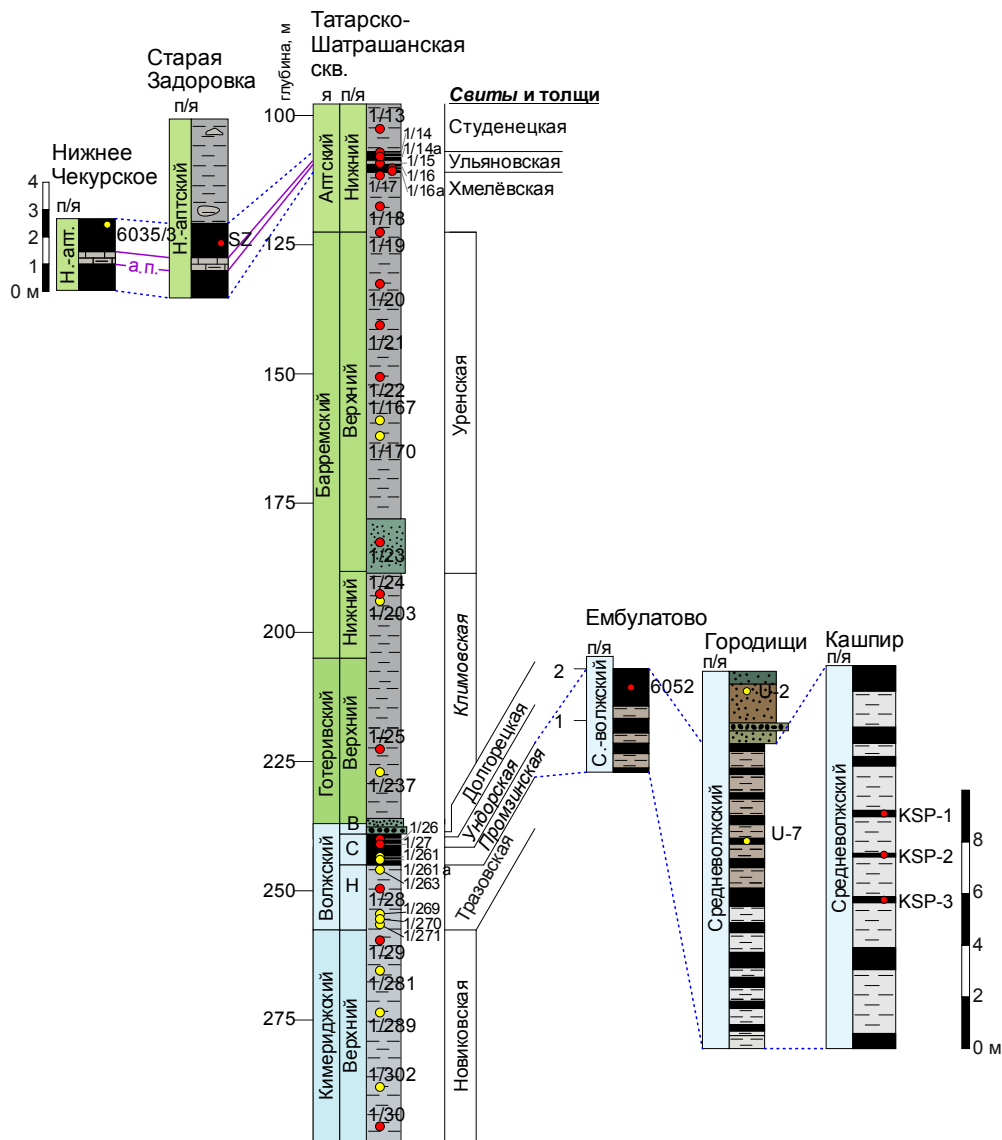 Татарско-
Шатрашанская
скв.
глубина, м
я п/я
Старая
Задоровка
п/я
Нижнее
Чекурское
п/я
Свиты и толщи
Студенецкая
Ульяновская
Хмелёвская
Уренская
Климовская
Долгорецкая
Ундорская
Промзинская
Тразовская
Новиковская
4
3
2
1
0 м
Н.-апт.
6035/3
а.п.
Н.-аптский
SZ
100
125
150
175
200
225
250
275
Аптский
Нижний
Барремский
Верхний
Нижний
Готеривский
Верхний
Волжский
В
С
Н
Кимериджский
Верхний
1/13
1/14
1/14а
1/15
1/16
1/16а
1/17
1/18
1/19
1/20
1/21
1/22
1/167
1/170
1/23
1/24
1/203
1/25
1/237
1/26
1/27
1/261
1/261а
1/263
1/28
1/269
1/270
1/271
1/29
1/281
1/289
1/302
1/30
Ембулатово
п/я
2
1
С.-волжский
6052
Городищи
п/я
Средневолжский
U-2
U-7
Кашпир
п/я
Средневолжский
KSP-1
KSP-2
KSP-3
8
6
4
2
0 м